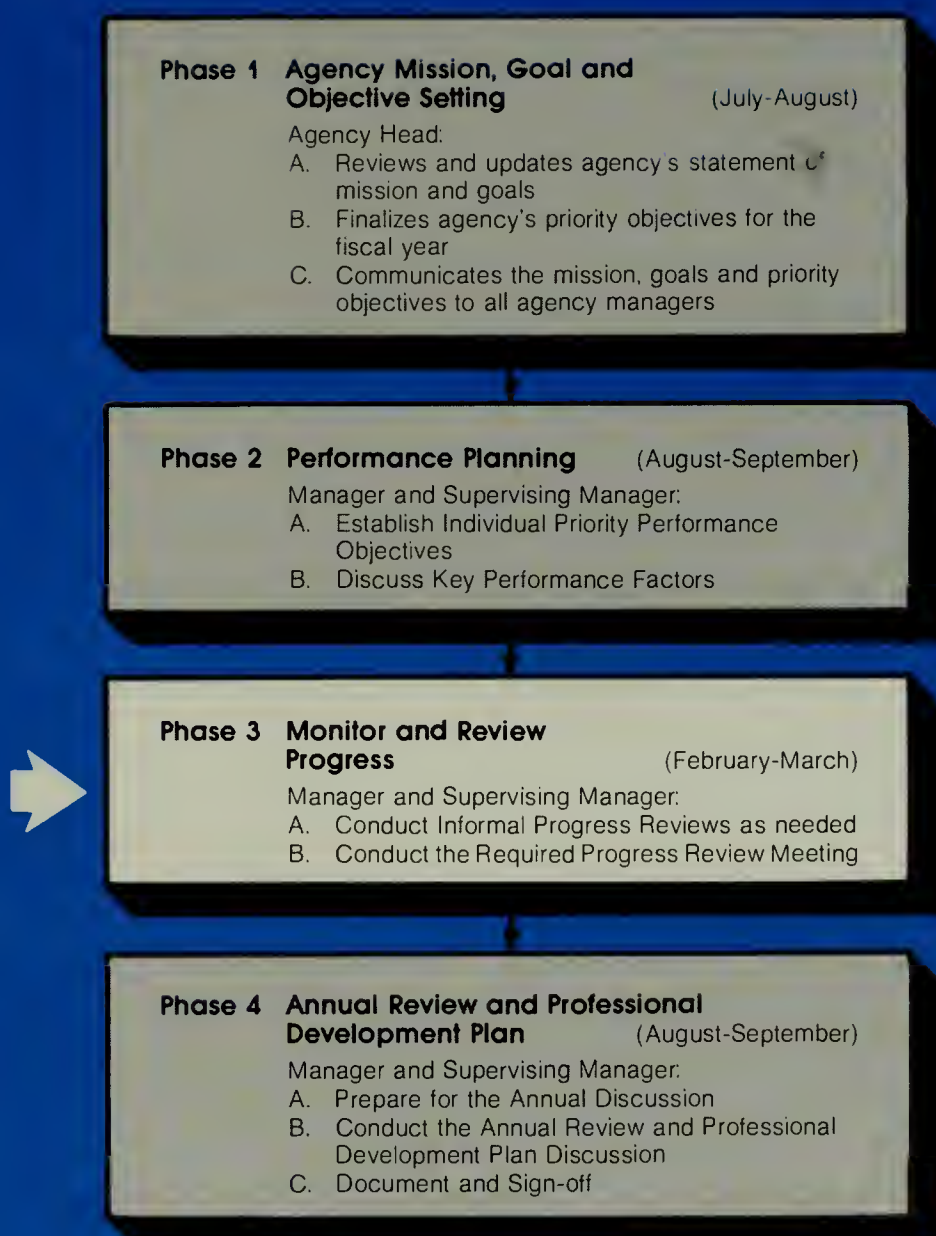 Phase 1 Agency Mission, Goal and
Objective Setting (July-August)
Agency Head:
A. Reviews and updates agency's statement of
mission and goals
B. Finalizes agency's priority objectives for the
fiscal year
C. Communicates the mission, goals and priority
objectives to all agency managers
Phase 2 Performance Planning (August-September)
Manager and Supervising Manager:
A. Establish Individual Priority Performance
Objectives
B. Discuss Key Performance Factors
Phase 3 Monitor and Review
Progress (February-March)
Manager and Supervising Manager:
A. Conduct Informal Progress Reviews as needed
B. Conduct the Required Progress Review Meeting
Phase 4 Annual Review and Professional
Development Plan (August-September)
Manager and Supervising Manager:
A. Prepare for the Annual Discussion
B. Conduct the Annual Review and Professional
Development Plan Discussion
C. Document and Sign-off